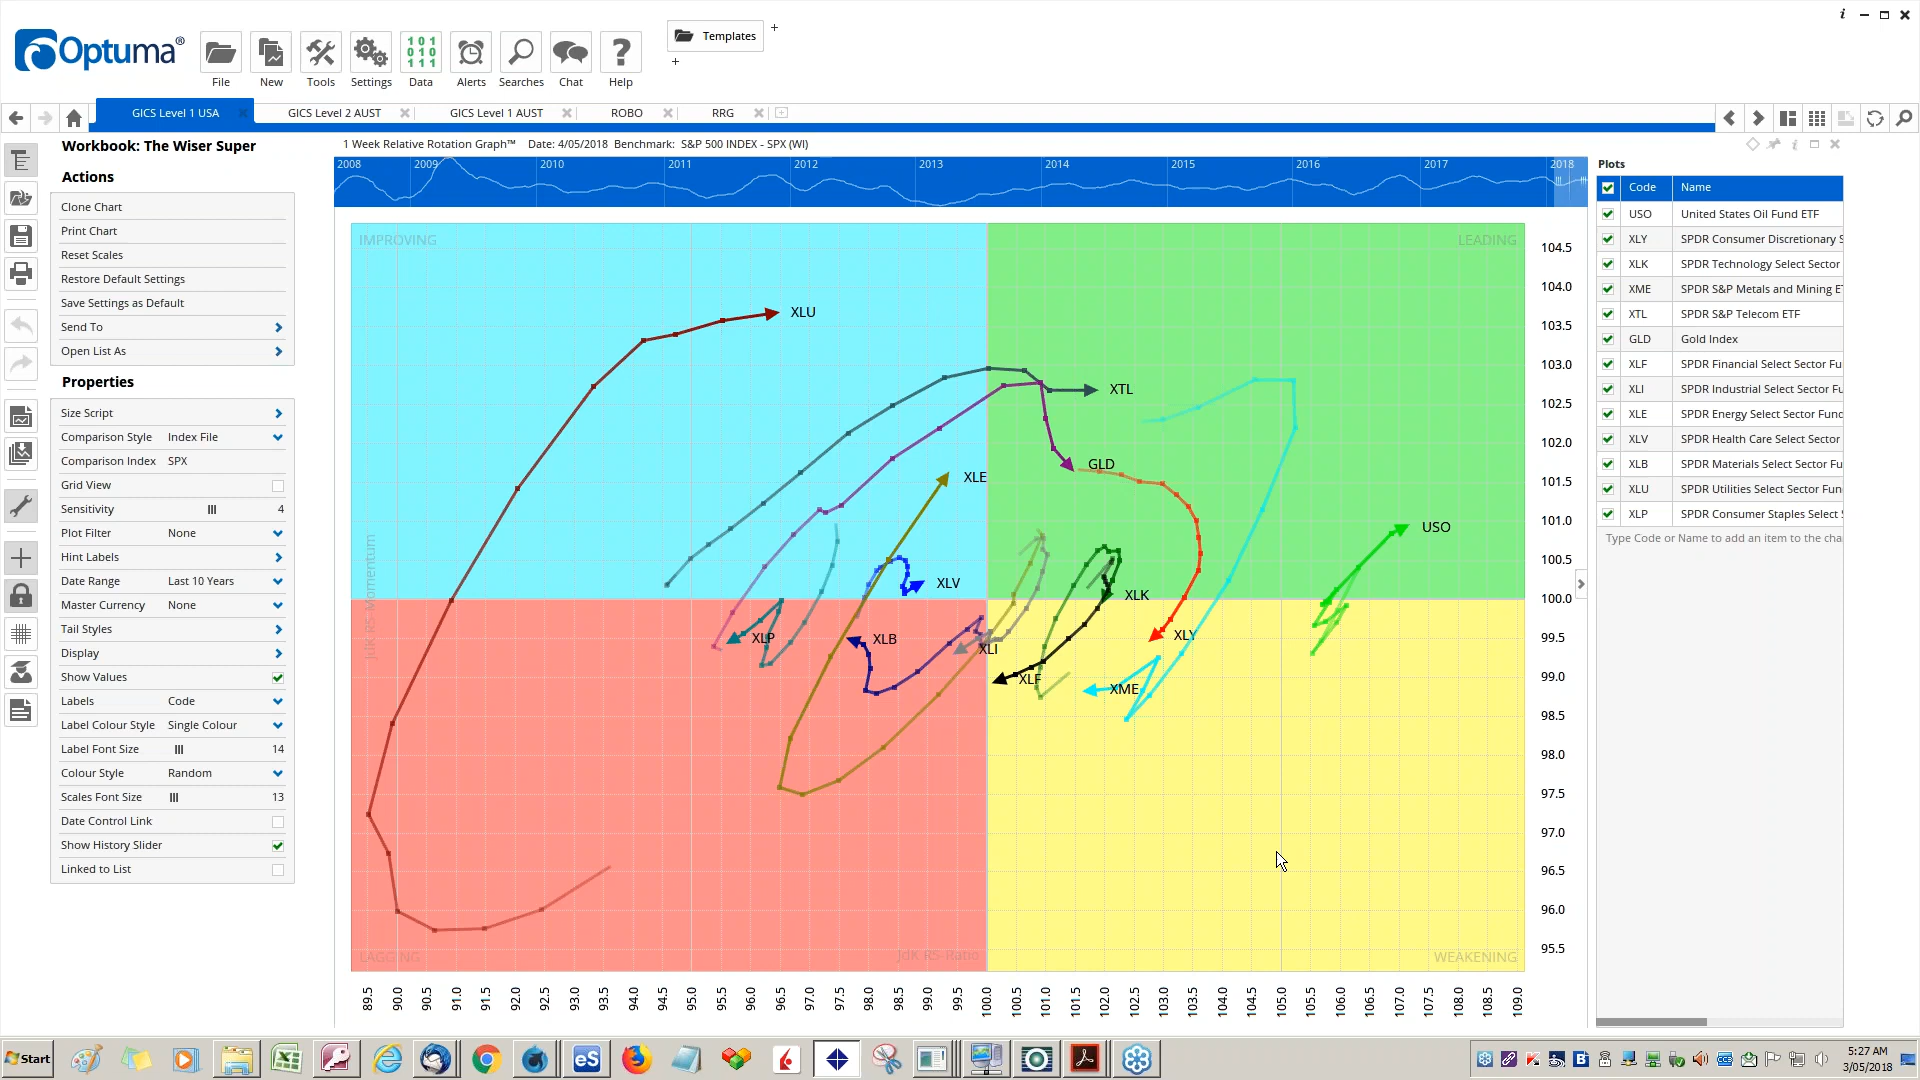 Optuma®
Templates
File
New
Tools
Settings
Data
Alerts
Searches
Chat
Help
GICS Level 1 USA
GICS Level 2 AUST
GICS Level 1 AUST
ROBO
RRG
Workbook: The Wiser Super
Actions
Clone Chart
Print Chart
Reset Scales
Restore Default Settings
Save Settings as Default
Send To
Open List As
Properties
Size Script
Comparison Style Index File
Comparison Index SPX
Grid View
Sensitivity 4
Plot Filter None
Hint Labels
Date Range Last 10 Years
Master Currency None
Tail Styles
Display
Show Values
Labels Code
Label Colour Style Single Colour
Label Font Size 14
Colour Style Random
Scales Font Size 13
Date Control Link
Show History Slider
Linked to List
1 Week Relative Rotation Graph™ Date: 4/05/2018 Benchmark: S&P 500 INDEX - SPX (WI)
2008 2009 2010 2011 2012 2013 2014 2015 2016 2017 2018
IMPROVING
LEADING
XLU
XTL
GLD
XLE
USO
XLV
XLK
XLP
XLB
XLI
XLY
XLF
XME
JdK RS-Momentum
LAGGING
JdK RS-Ratio
WEAKENING
104.5
104.0
103.5
103.0
102.5
102.0
101.5
101.0
100.5
100.0
99.5
99.0
98.5
98.0
97.5
97.0
96.5
96.0
95.5
89.5 90.0 90.5 91.0 91.5 92.0 92.5 93.0 93.5 94.0 94.5 95.0 95.5 96.0 96.5 97.0 97.5 98.0 98.5 99.0 99.5 100.0 100.5 101.0 101.5 102.0 102.5 103.0 103.5 104.0 104.5 105.0 105.5 106.0 106.5 107.0 107.5 108.0 108.5 109.0
Plots
Code Name
USO United States Oil Fund ETF
XLY SPDR Consumer Discretionary S
XLK SPDR Technology Select Sector
XME SPDR S&P Metals and Mining ET
XTL SPDR S&P Telecom ETF
GLD Gold Index
XLF SPDR Financial Select Sector Fu
XLI SPDR Industrial Select Sector Fu
XLE SPDR Energy Select Sector Fund
XLV SPDR Health Care Select Sector
XLB SPDR Materials Select Sector Fu
XLU SPDR Utilities Select Sector Fun
XLP SPDR Consumer Staples Select S
Type Code or Name to add an item to the char
Start
eS
5:27 AM
3/05/2018